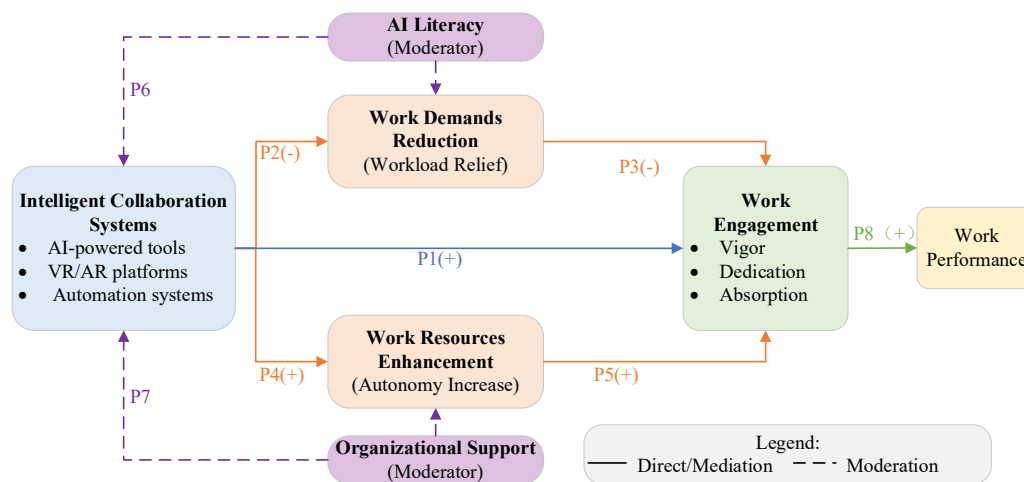 AI Literacy
(Moderator)
P6
Work Demands
Reduction
(Workload Relief)
P2(-)
P3(-)
Intelligent Collaboration
Systems
• AI-powered tools
• VR/AR platforms
• Automation systems
P1(+)
Work
Engagement
• Vigor
• Dedication
• Absorption
P8（+）
Work
Performance
Work Resources
Enhancement
(Autonomy Increase)
P4(+)
P5(+)
P7
Organizational Support
(Moderator)
Legend:
Direct/Mediation
Moderation